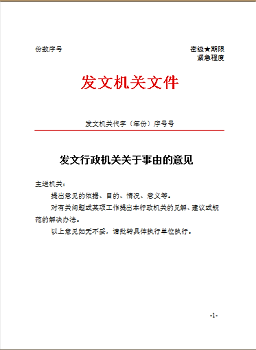 份数序号 密级★期限
紧急程度
发文机关文件
发文机关代字（年份）序号号
发文行政机关关于事由的意见
主送机关：
提出意见的依据、目的、情况、意义等。
对有关问题或某项工作提出本行政机关的见解、建议或规
范的解决办法。
以上意见如无不妥，请批转具体执行单位执行。
-1-